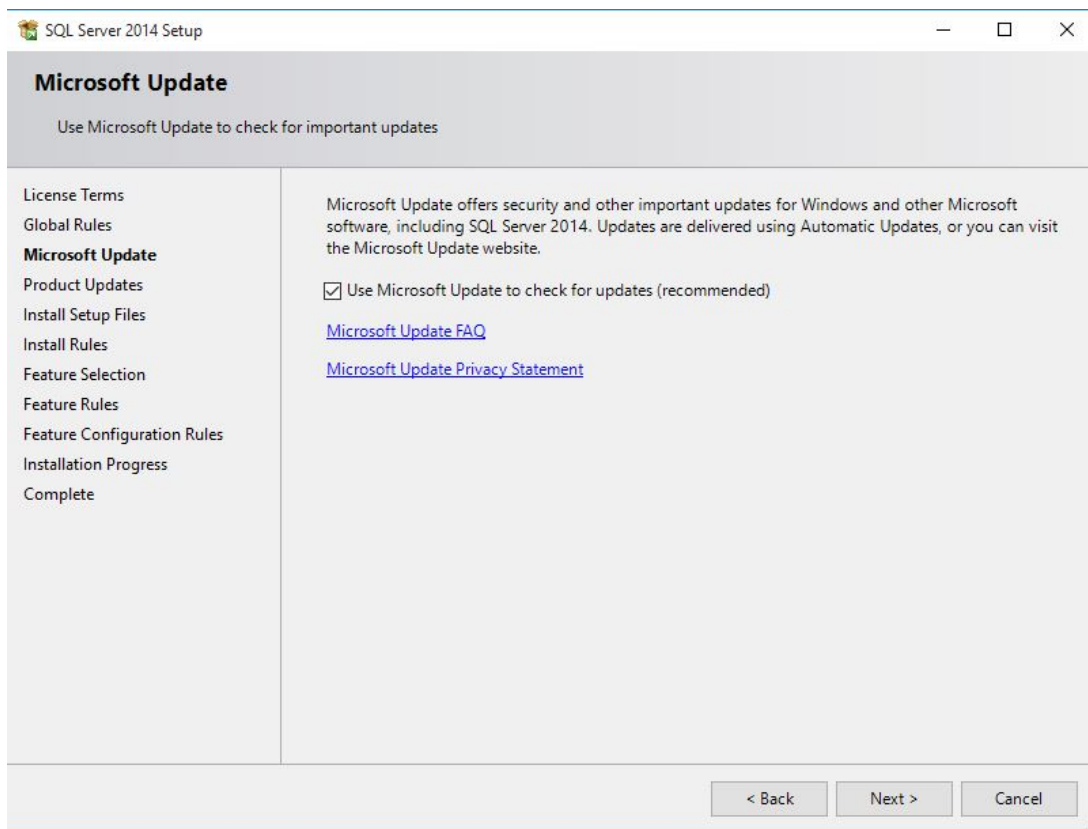 SQL Server 2014 Setup
Microsoft Update
Use Microsoft Update to check for important updates
License Terms
Global Rules
Microsoft Update
Product Updates
Install Setup Files
Install Rules
Feature Selection
Feature Rules
Feature Configuration Rules
Installation Progress
Complete
Microsoft Update offers security and other important updates for Windows and other Microsoft
software, including SQL Server 2014. Updates are delivered using Automatic Updates, or you can visit
the Microsoft Update website.
Use Microsoft Update to check for updates (recommended)
Microsoft Update FAQ
Microsoft Update Privacy Statement
< Back Next > Cancel